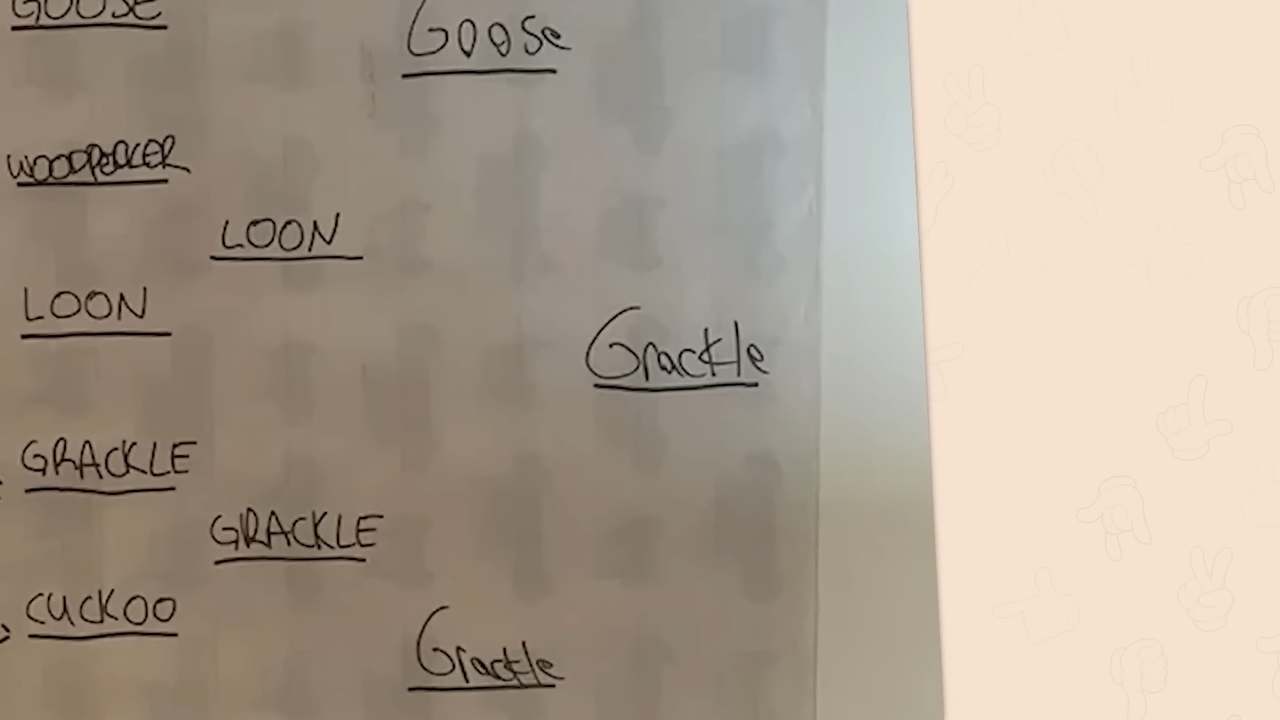 GOOSE
Goose
WOODPECKER
LOON
LOON
Grackle
GRACKLE
GRACKLE
CUCKOO
Grackle